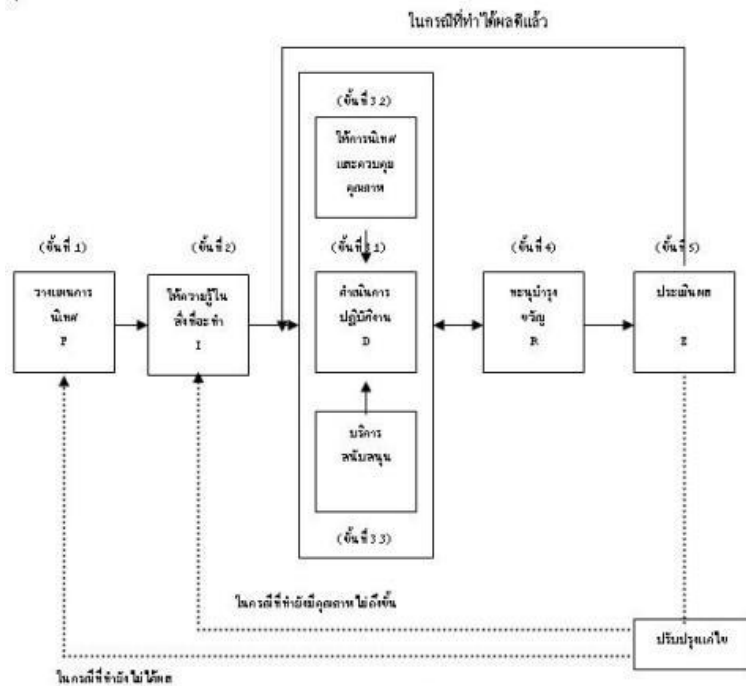 ในกรณีที่ทำได้ผลดีแล้ว
(ขั้นที่ 3.2)
ให้การนิเทศ
และควบคุม
คุณภาพ
(ขั้นที่ 1)
วางแผนการ
นิเทศ
P
(ขั้นที่ 2)
ให้ความรู้ใน
สิ่งที่จะทำ
I
(ขั้นที่ 3.1)
ดำเนินการ
ปฏิบัติงาน
D
(ขั้นที่ 4)
ทะนุบำรุง
ขวัญ
R
(ขั้นที่ 5)
ประเมินผล
E
บริการ
สนับสนุน
(ขั้นที่ 3.3)
ในกรณีที่ทำยังมีคุณภาพไม่ถึงขั้น
ปรับปรุงแก้ไข
ในกรณีที่ทำยังไม่ได้ผล